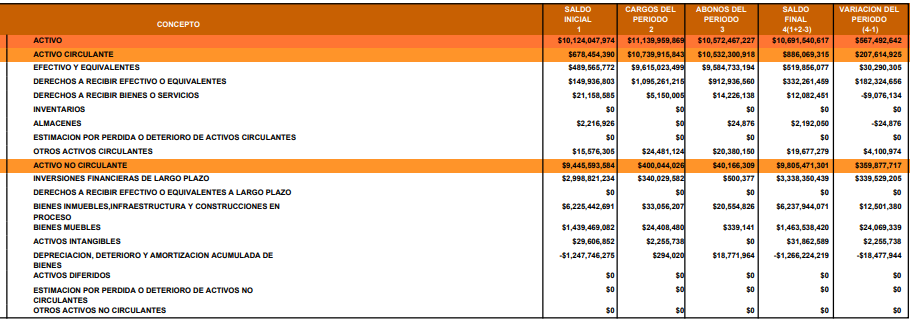 CONCEPTO SALDO INICIAL 1 CARGOS DEL PERIODO 2 ABONOS DEL PERIODO 3 SALDO FINAL 4(1+2-3) VARIACION DEL PERIODO (4-1)
ACTIVO $10,124,047,974 $11,139,959,869 $10,572,467,227 $10,691,540,617 $567,492,642
ACTIVO CIRCULANTE $678,454,390 $10,739,915,843 $10,532,300,918 $886,069,315 $207,614,925
EFECTIVO Y EQUIVALENTES $489,565,772 $9,615,023,499 $9,584,733,194 $519,856,077 $30,290,305
DERECHOS A RECIBIR EFECTIVO O EQUIVALENTES $149,936,803 $1,095,261,215 $912,936,560 $332,261,459 $182,324,656
DERECHOS A RECIBIR BIENES O SERVICIOS $21,158,585 $5,150,005 $14,226,138 $12,082,451 -$9,076,134
INVENTARIOS $0 $0 $0 $0 $0
ALMACENES $2,216,926 $0 $24,876 $2,192,050 -$24,876
ESTIMACION POR PERDIDA O DETERIORO DE ACTIVOS CIRCULANTES $0 $0 $0 $0 $0
OTROS ACTIVOS CIRCULANTES $15,576,305 $24,481,124 $20,380,150 $19,677,279 $4,100,974
ACTIVO NO CIRCULANTE $9,445,593,584 $400,044,026 $40,166,309 $9,805,471,301 $359,877,717
INVERSIONES FINANCIERAS DE LARGO PLAZO $2,998,821,234 $340,029,582 $500,377 $3,338,350,439 $339,529,205
DERECHOS A RECIBIR EFECTIVO O EQUIVALENTES A LARGO PLAZO $0 $0 $0 $0 $0
BIENES INMUEBLES,INFRAESTRUCTURA Y CONSTRUCCIONES EN $6,225,442,691 $33,056,207 $20,554,826 $6,237,944,071 $12,501,380
PROCESO
BIENES MUEBLES $1,439,469,082 $24,408,480 $339,141 $1,463,538,420 $24,069,339
ACTIVOS INTANGIBLES $29,606,852 $2,255,738 $0 $31,862,589 $2,255,738
DEPRECIACION, DETERIORO Y AMORTIZACION ACUMULADA DE -$1,247,746,275 $294,020 $18,771,964 -$1,266,224,219 -$18,477,944
BIENES
ACTIVOS DIFERIDOS $0 $0 $0 $0 $0
ESTIMACION POR PERDIDA O DETERIORO DE ACTIVOS NO $0 $0 $0 $0 $0
CIRCULANTES
OTROS ACTIVOS NO CIRCULANTES $0 $0 $0 $0 $0